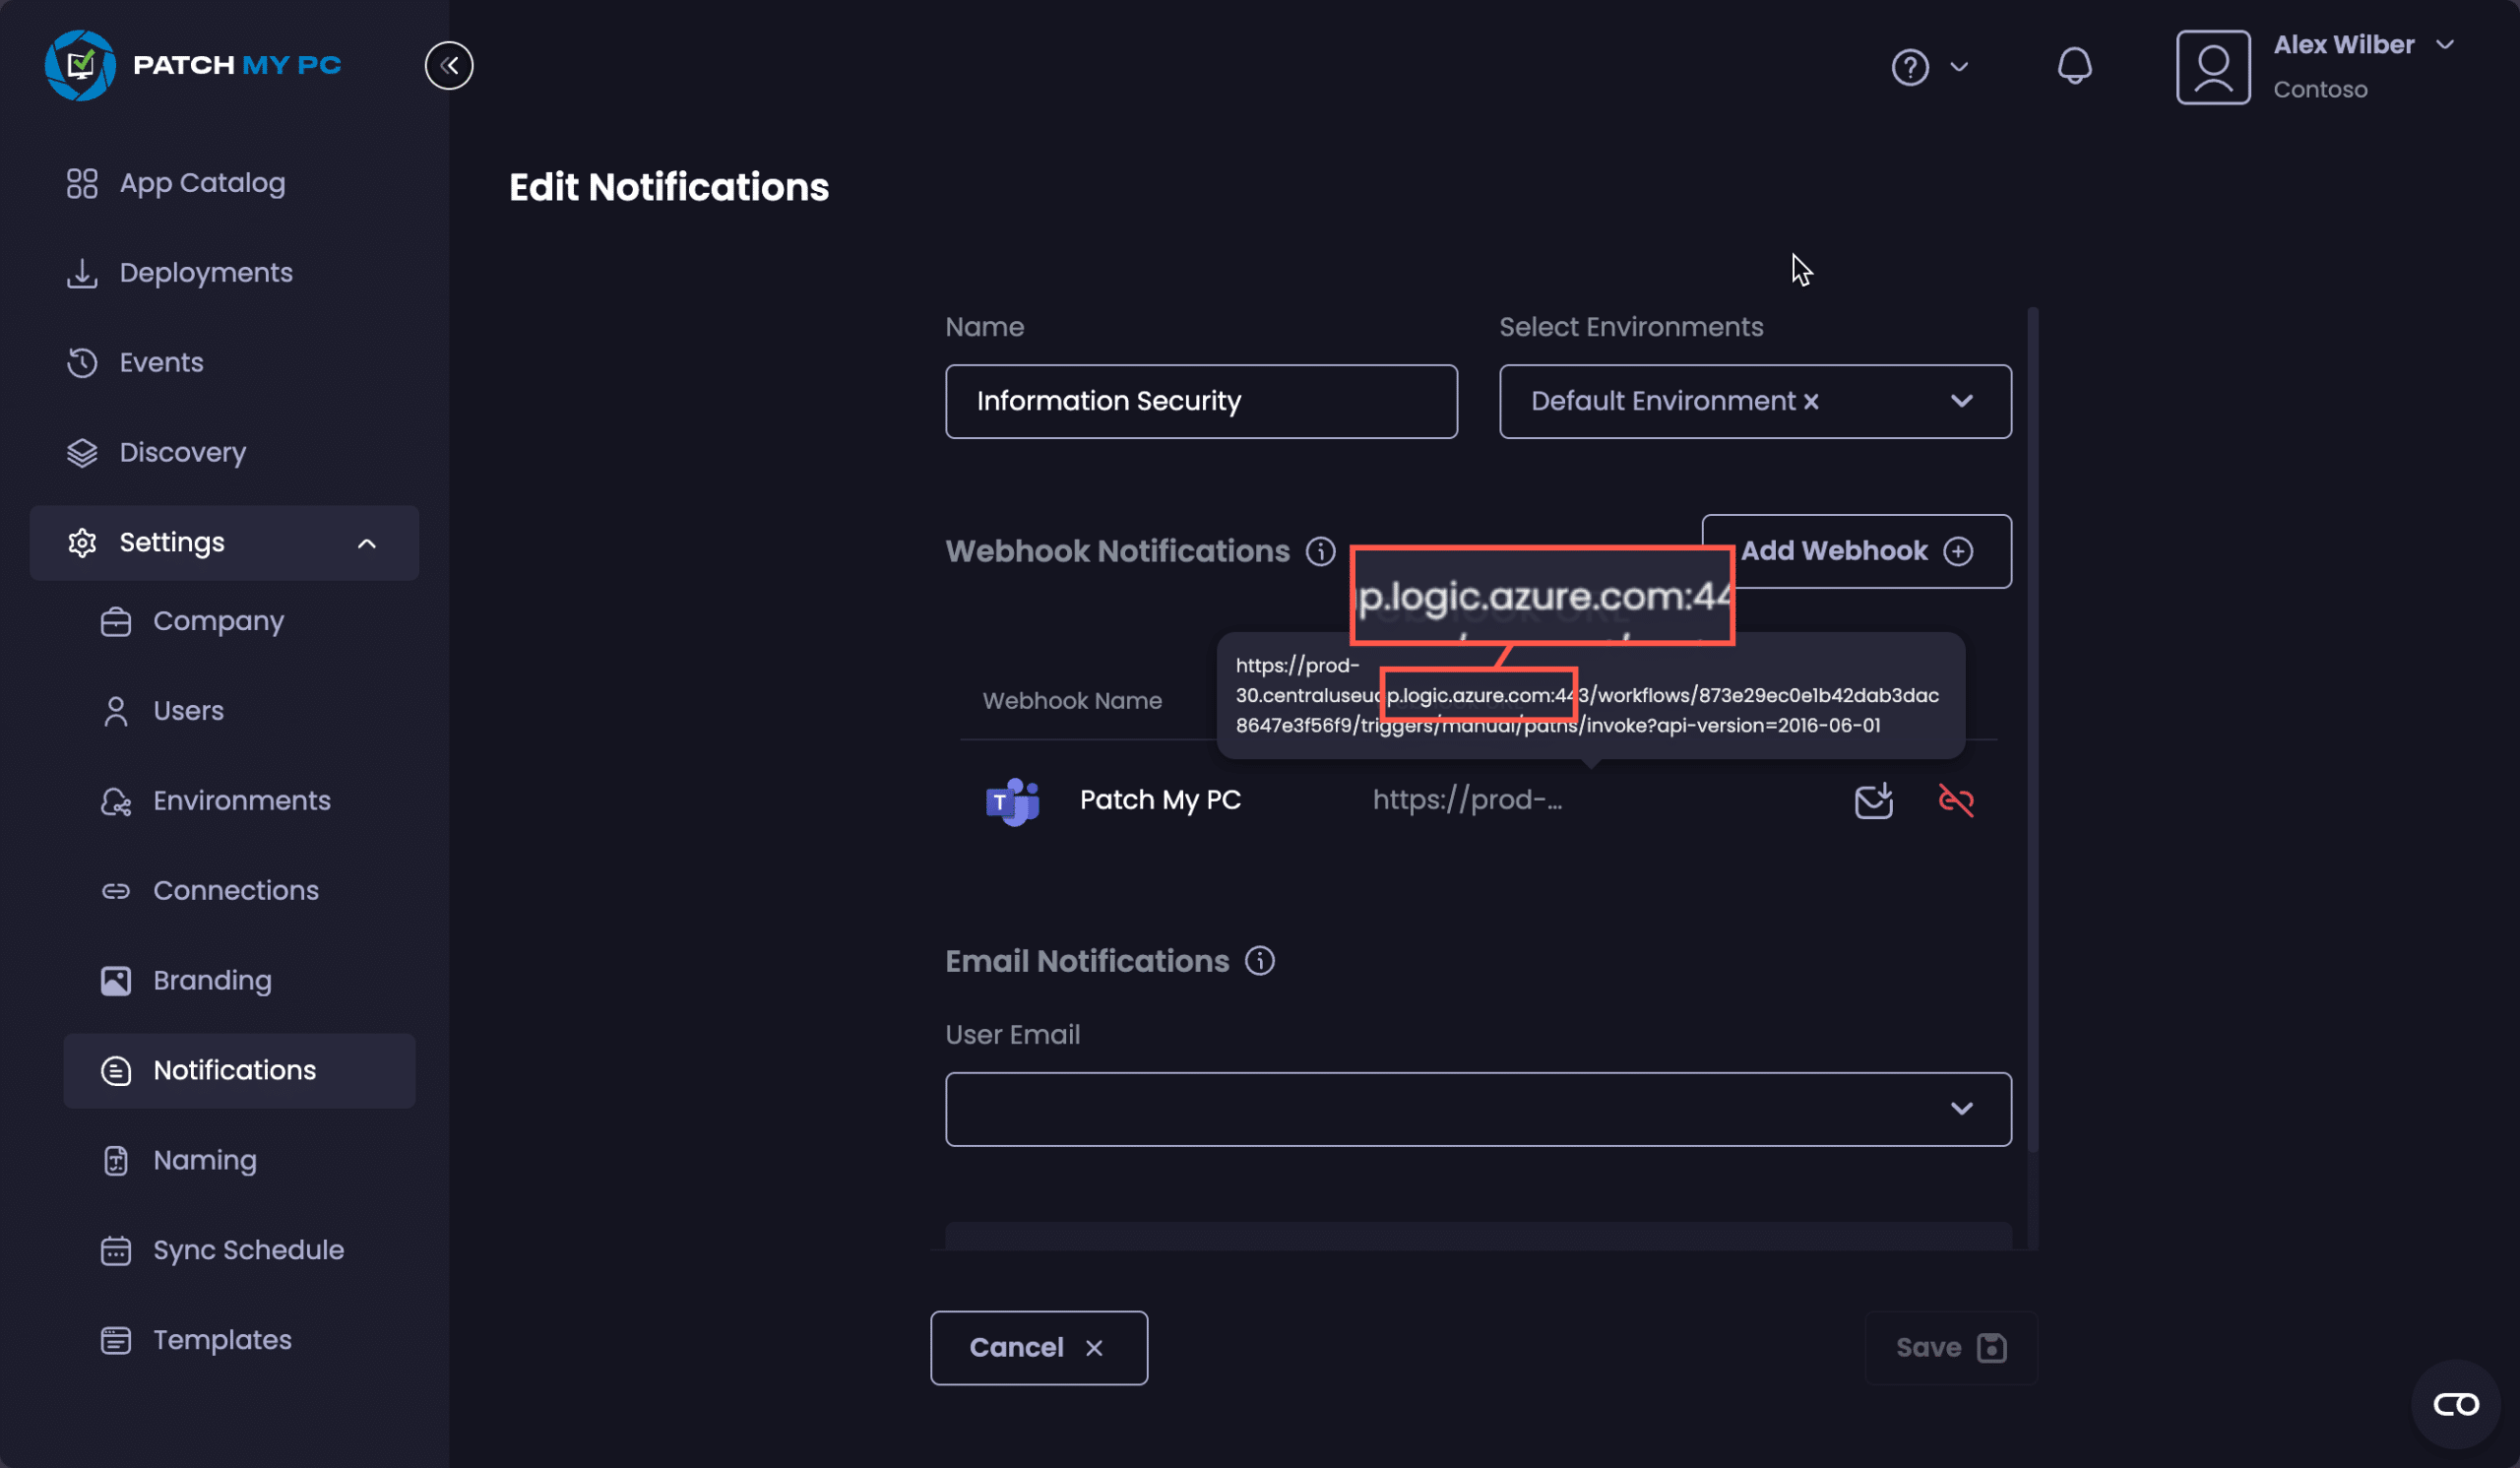 PATCH MY PC
Alex Wilber
Contoso
App Catalog
Deployments
Events
Discovery
Settings
Company
Users
Environments
Connections
Branding
Notifications
Naming
Sync Schedule
Templates
Edit Notifications
Name
Select Environments
Information Security
Default Environment
Webhook Notifications
Add Webhook
p.logic.azure.com:44
https://prod-
30.centraluseuap.logic.azure.com:443/workflows/873e29ec0e1b42dab3dac
8647e3f56f9/triggers/manual/paths/invoke?api-version=2016-06-01
Webhook Name
T
Patch My PC
https://prod-...
Email Notifications
User Email
Cancel
Save